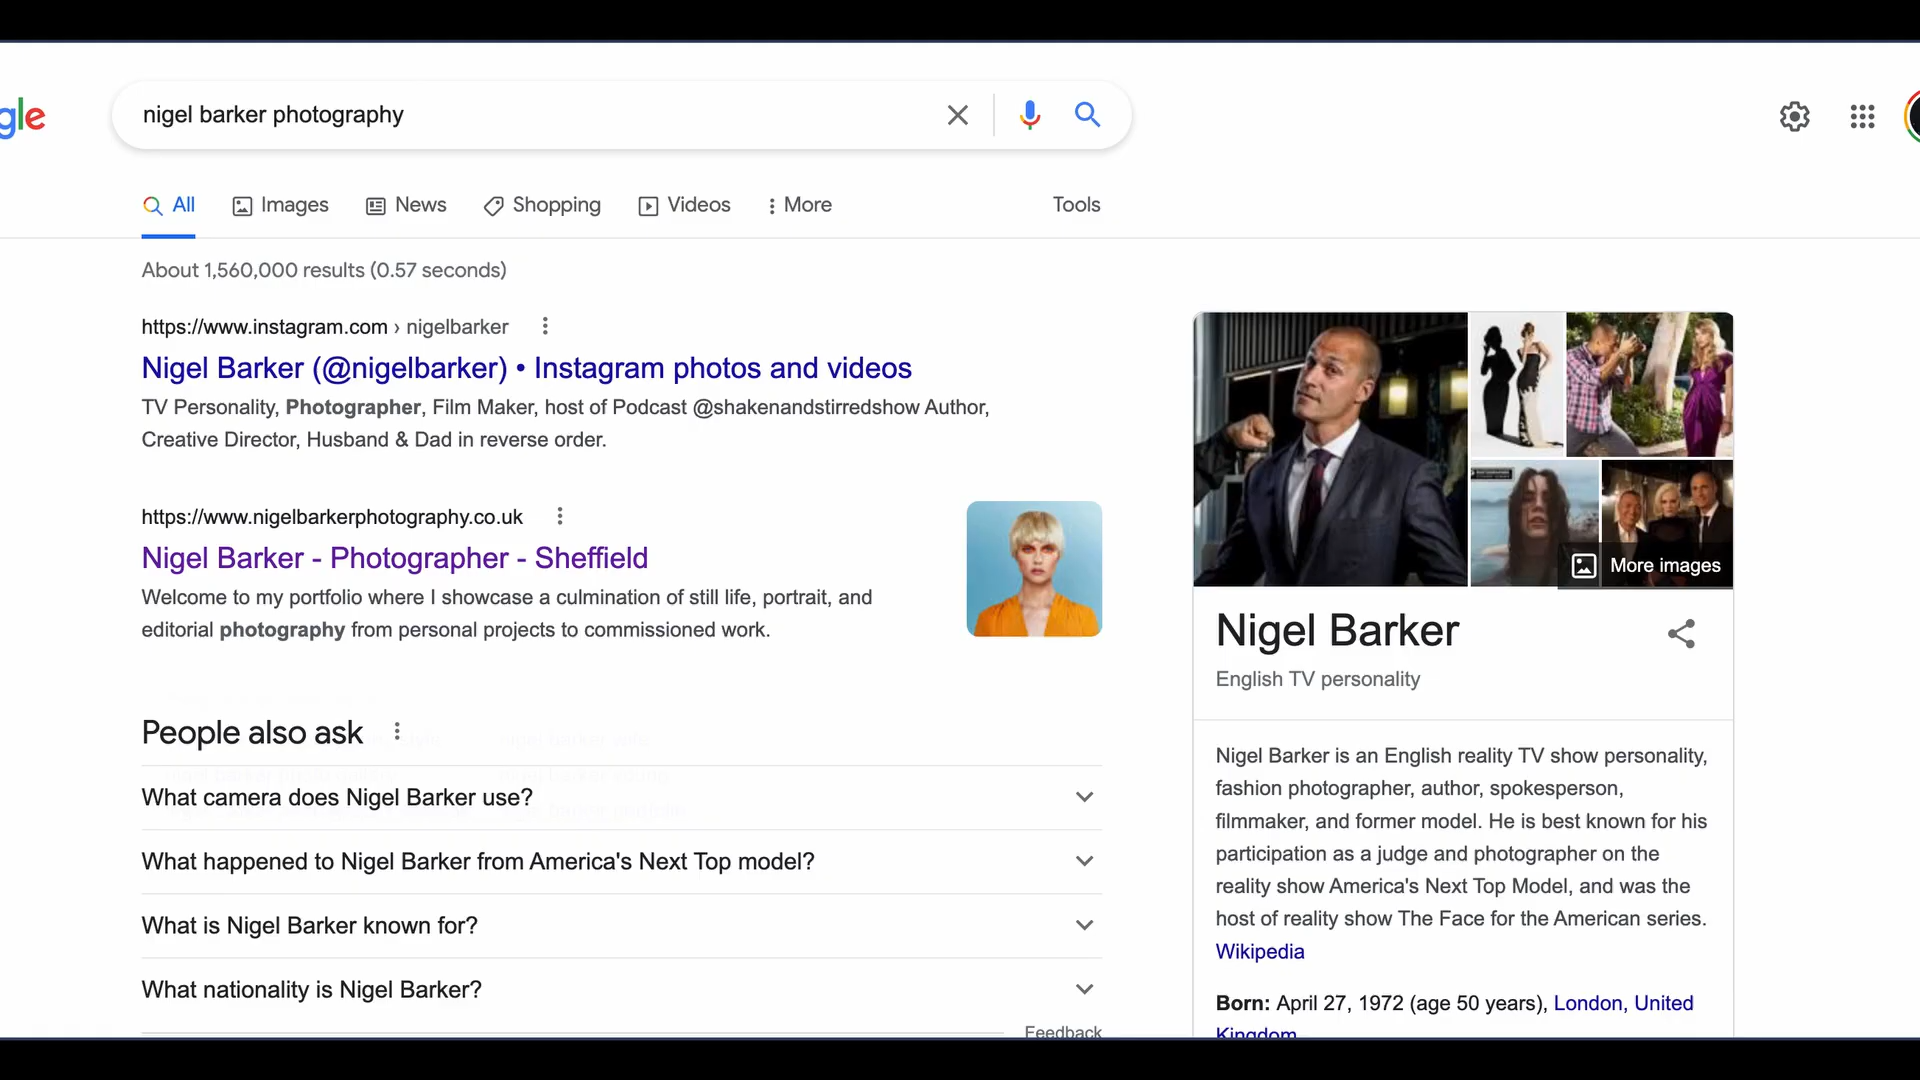 gle
nigel barker photography
All
Images
News
Shopping
Videos
More
Tools
About 1,560,000 results (0.57 seconds)
https://www.instagram.com › nigelbarker
Nigel Barker (@nigelbarker) • Instagram photos and videos
TV Personality, Photographer, Film Maker, host of Podcast @shakenandstirredshow Author,
Creative Director, Husband & Dad in reverse order.
https://www.nigelbarkerphotography.co.uk
Nigel Barker - Photographer - Sheffield
Welcome to my portfolio where I showcase a culmination of still life, portrait, and
editorial photography from personal projects to commissioned work.
People also ask
What camera does Nigel Barker use?
What happened to Nigel Barker from America's Next Top model?
What is Nigel Barker known for?
What nationality is Nigel Barker?
Feedback
More images
Nigel Barker
English TV personality
Nigel Barker is an English reality TV show personality,
fashion photographer, author, spokesperson,
filmmaker, and former model. He is best known for his
participation as a judge and photographer on the
reality show America's Next Top Model, and was the
host of reality show The Face for the American series.
Wikipedia
Born: April 27, 1972 (age 50 years), London, United
Kingdom